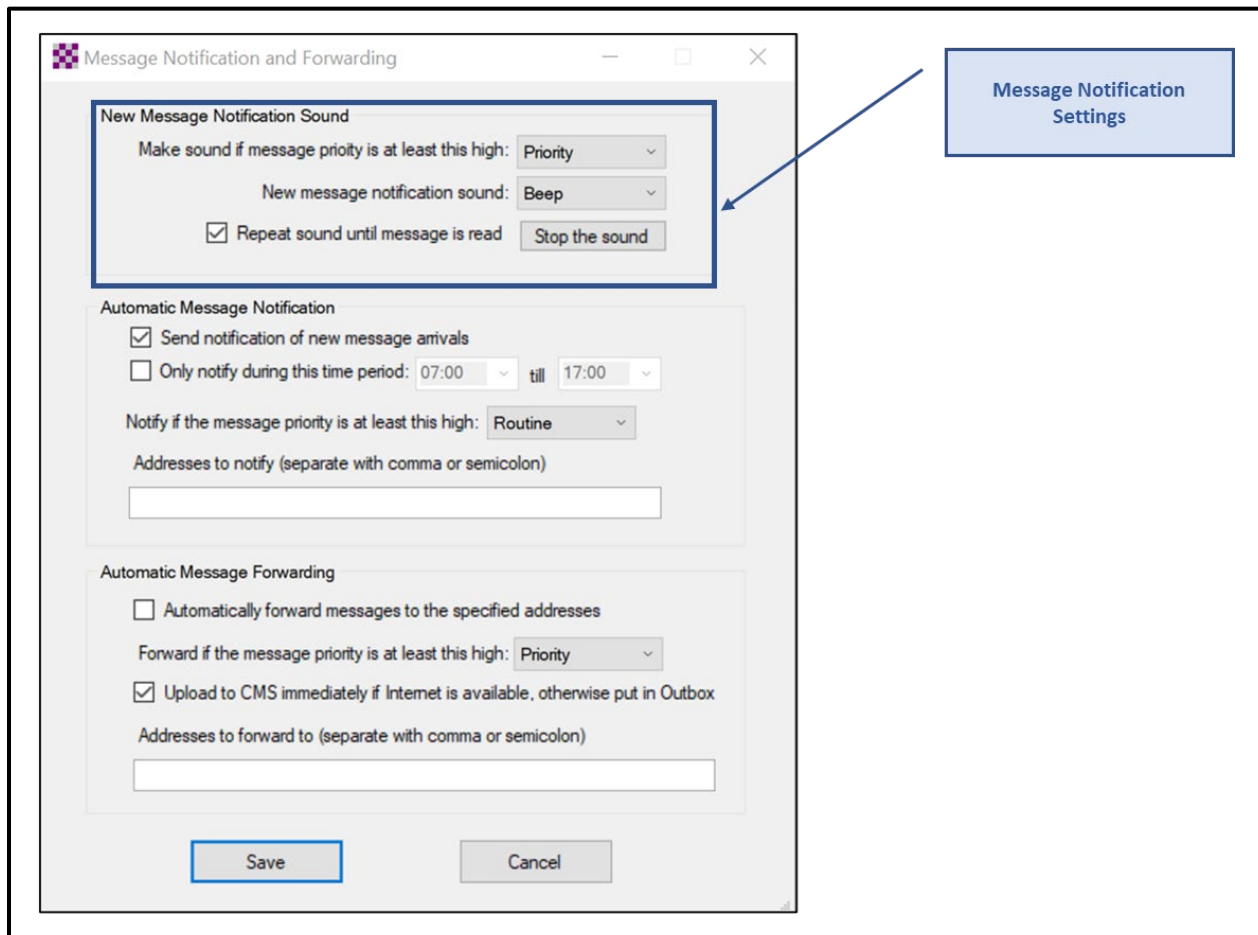 Message Notification and Forwarding
Message Notification
Settings
New Message Notification Sound
Make sound if message prioity is at least this high: Priority
New message notification sound: Beep
Repeat sound until message is read Stop the sound
Automatic Message Notification
Send notification of new message arrivals
Only notify during this time period: 07:00 till 17:00
Notify if the message priority is at least this high: Routine
Addresses to notify (separate with comma or semicolon)
Automatic Message Forwarding
Automatically forward messages to the specified addresses
Forward if the message priority is at least this high: Priority
Upload to CMS immediately if Internet is available, otherwise put in Outbox
Addresses to forward to (separate with comma or semicolon)
Save Cancel